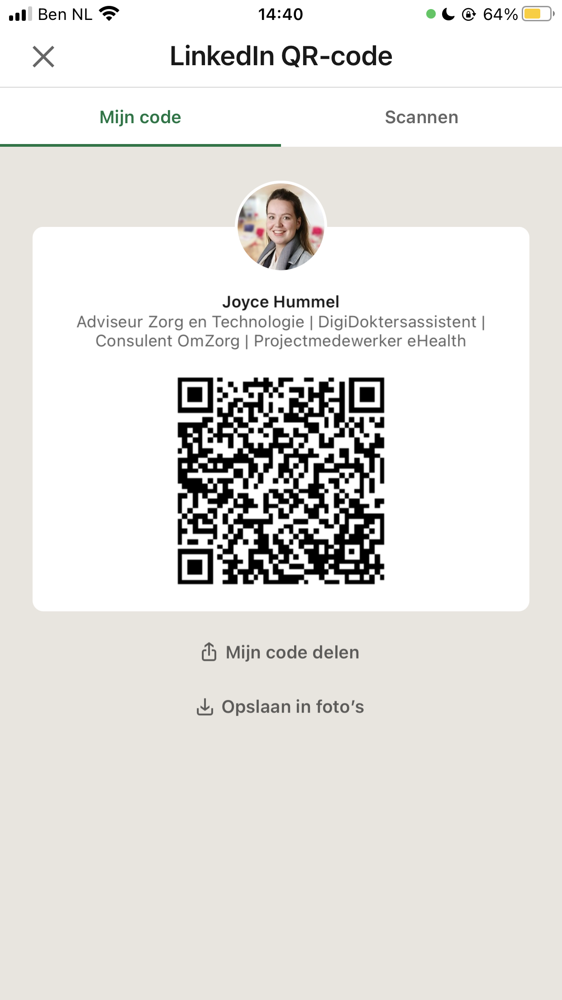 Ben NL 14:40 64%
LinkedIn QR-code
Mijn code Scannen
Joyce Hummel
Adviseur Zorg en Technologie | DigiDoktersassistent |
Consulent OmZorg | Projectmedewerker eHealth
Mijn code delen
Opslaan in foto’s